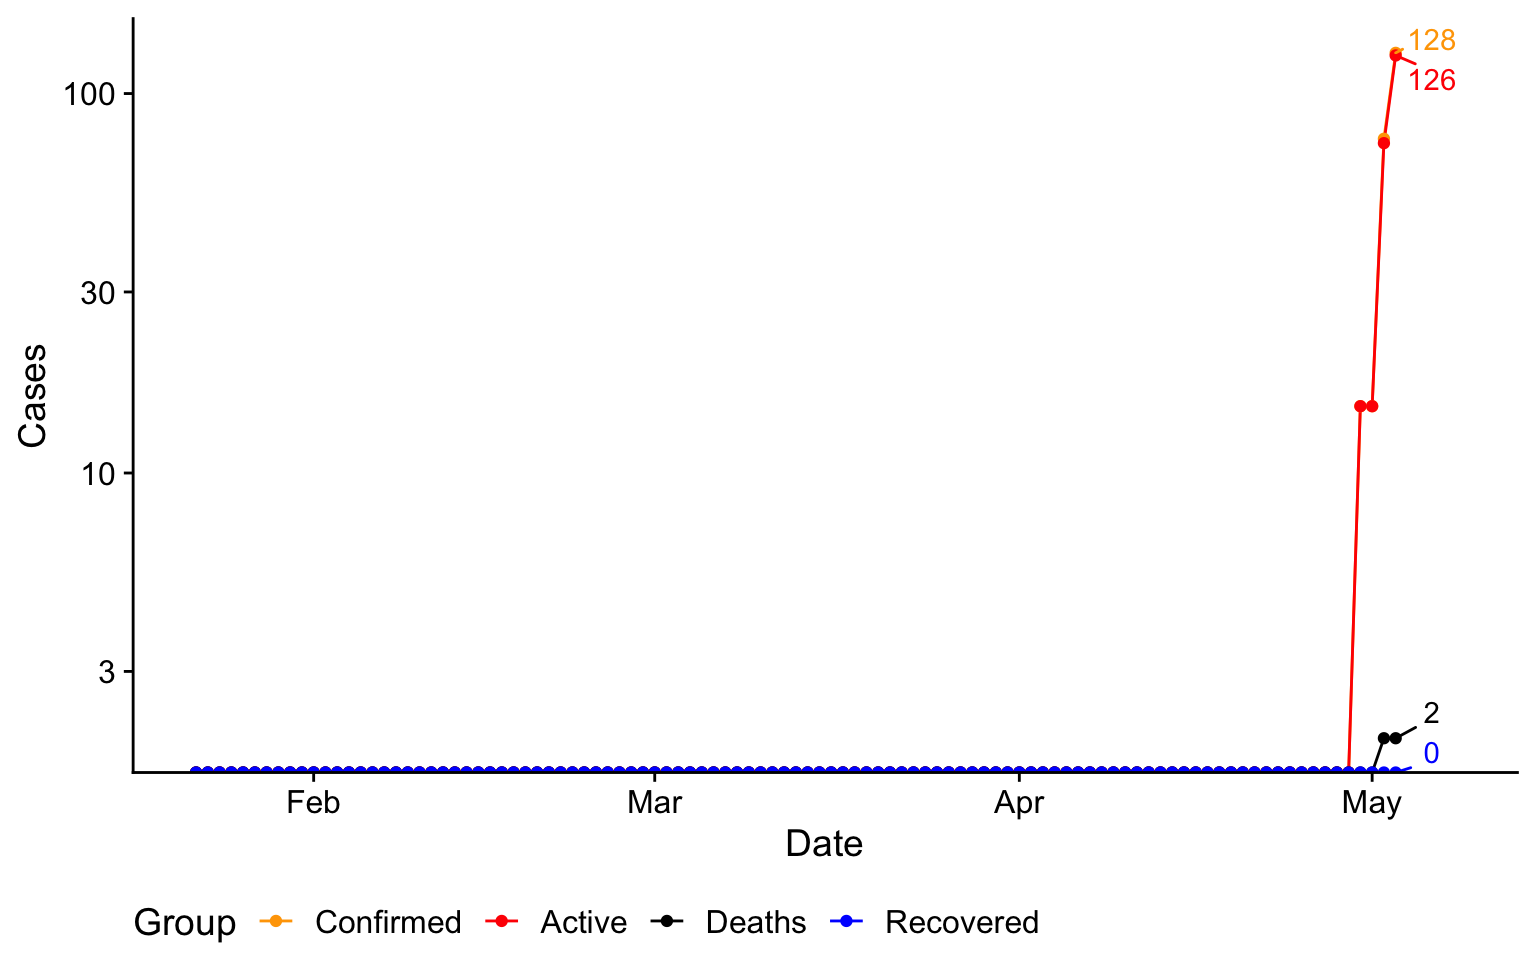 128
126
100
30
10
3
2
0
Cases
Feb Mar Apr May
Date
Group Confirmed Active Deaths Recovered